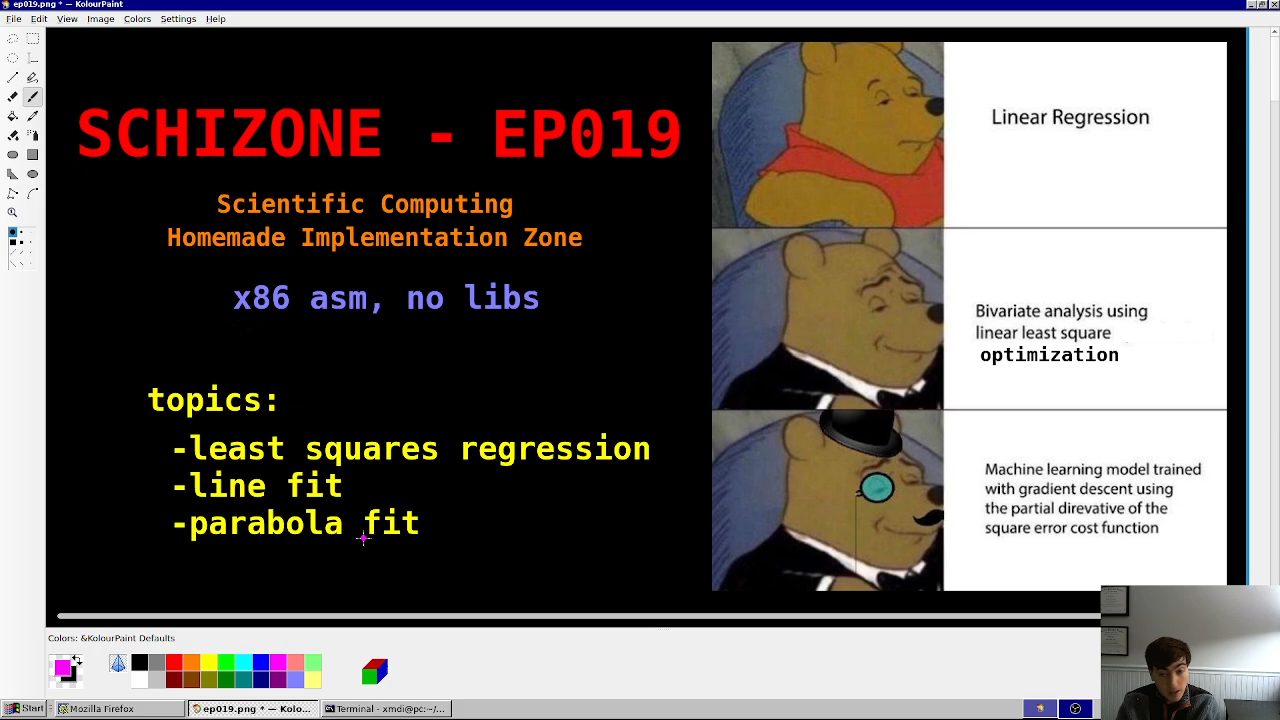 ep019.png * — KolourPaint
File Edit View Image Colors Settings Help
SCHIZONE - EP019
Scientific Computing
Homemade Implementation Zone
x86 asm, no libs
topics:
-least squares regression
-line fit
-parabola fit
Linear Regression
Bivariate analysis using
linear least square
optimization
Machine learning model trained
with gradient descent using
the partial direvative of the
square error cost function
Colors: &KolourPaint Defaults
Start Mozilla Firefox ep019.png * — Kolo... Terminal - xmdi@pc:~/...